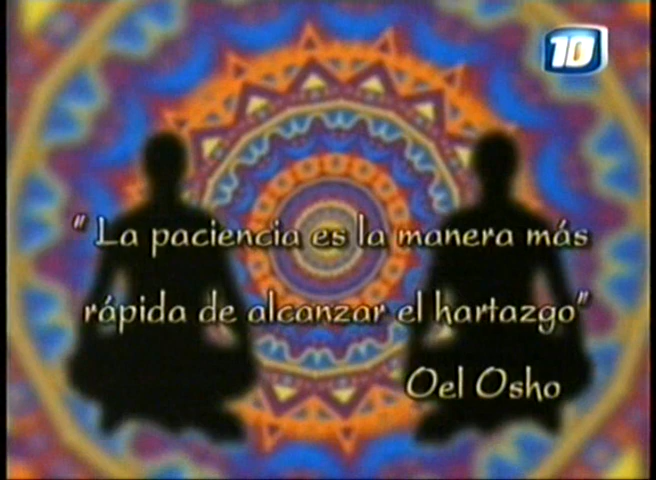 10
" La paciencia es la manera más
rápida de alcanzar el hartazgo"
Oel Osho